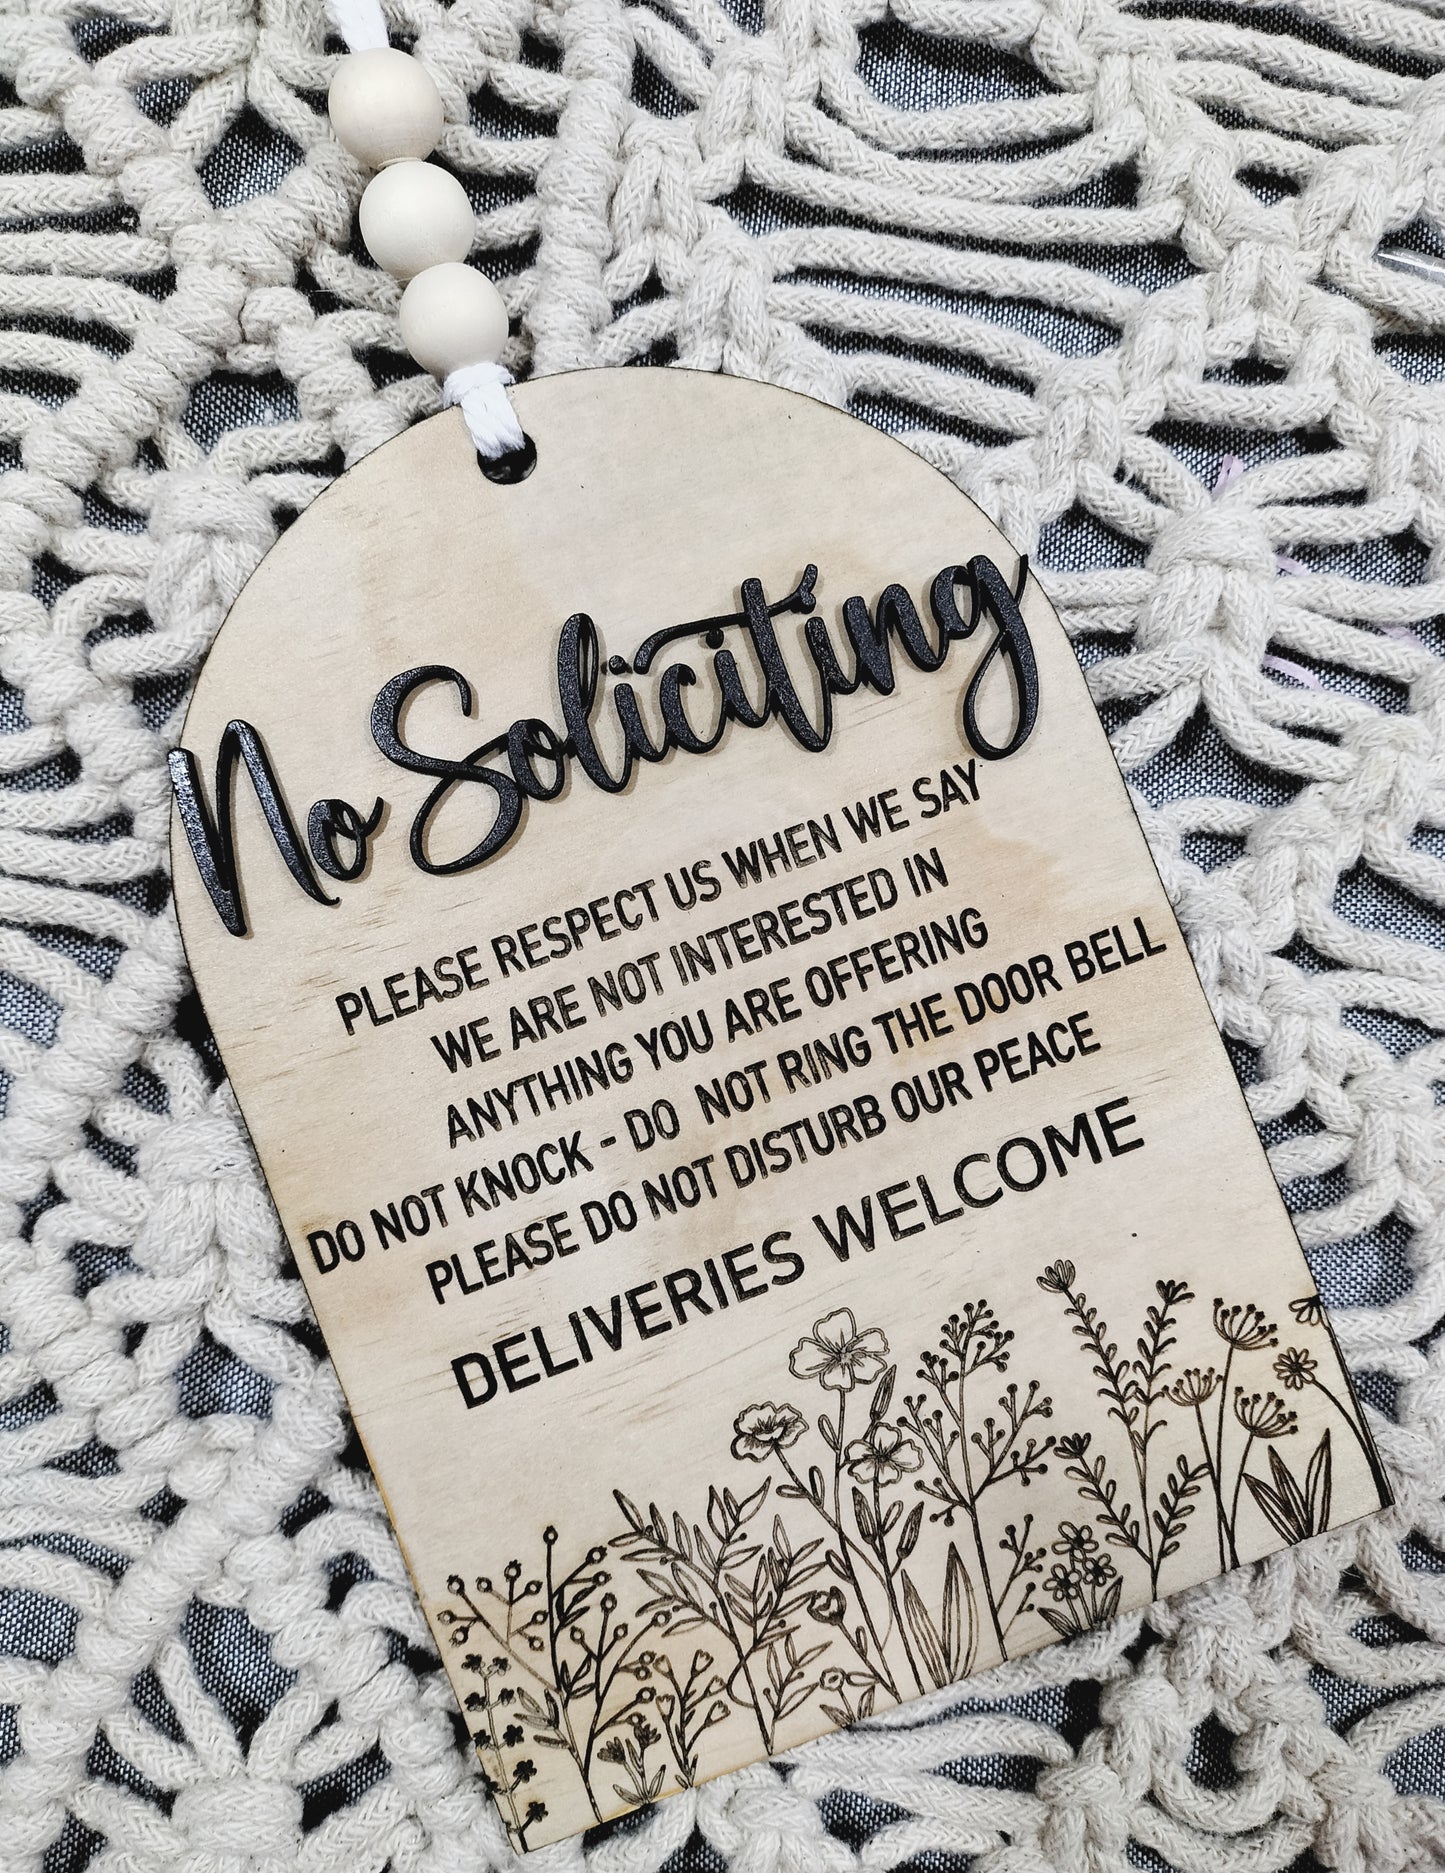 No Soliciting
PLEASE RESPECT US WHEN WE SAY
WE ARE NOT INTERESTED IN
ANYTHING YOU ARE OFFERING
DO NOT KNOCK - DO NOT RING THE DOOR BELL
PLEASE DO NOT DISTURB OUR PEACE
DELIVERIES WELCOME